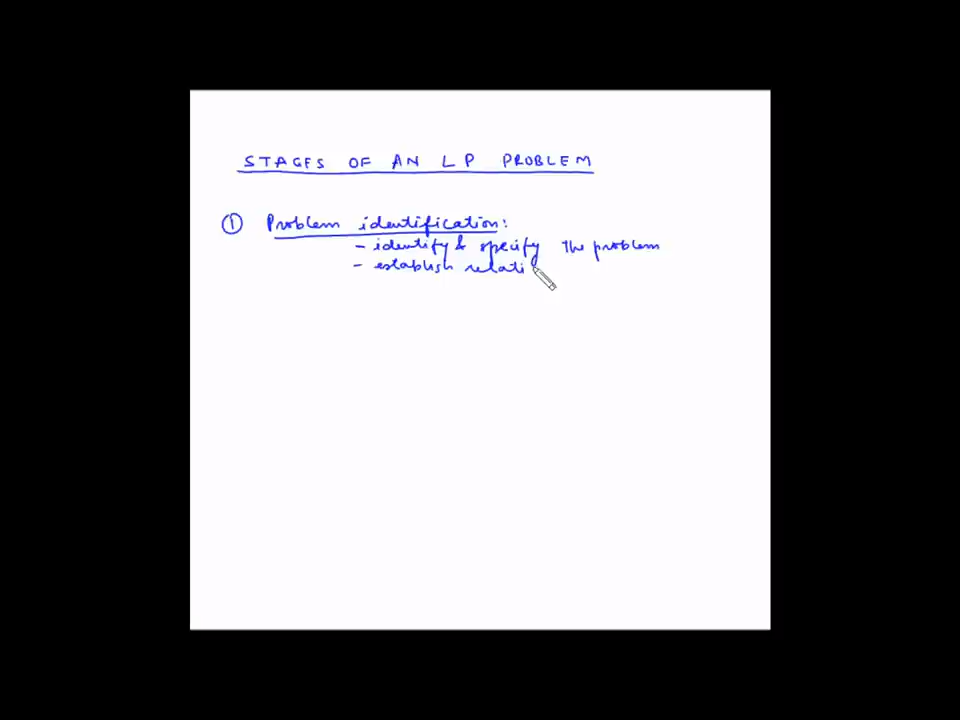 STAGES OF AN LP PROBLEM
① Problem identification:
- identify & specify the problem
- establish relati